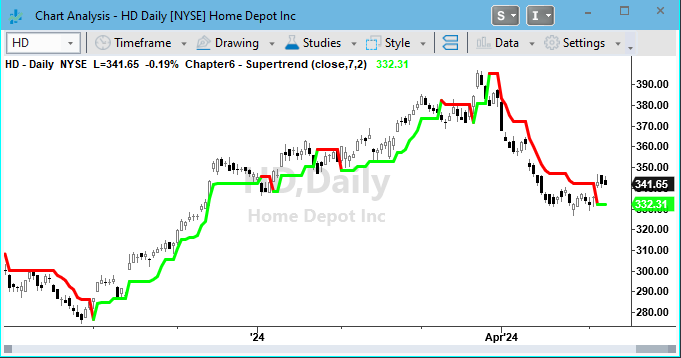 Chart Analysis - HD Daily [NYSE] Home Depot Inc
S
I
HD Timeframe Drawing Studies Style Data Settings
HD - Daily NYSE L=341.65 -0.19% Chapter6 - Supertrend (close,7,2) 332.31
390.00
380.00
370.00
360.00
350.00
341.65
332.31
320.00
310.00
300.00
290.00
280.00
HD,Daily
Home Depot Inc
'24 Apr'24